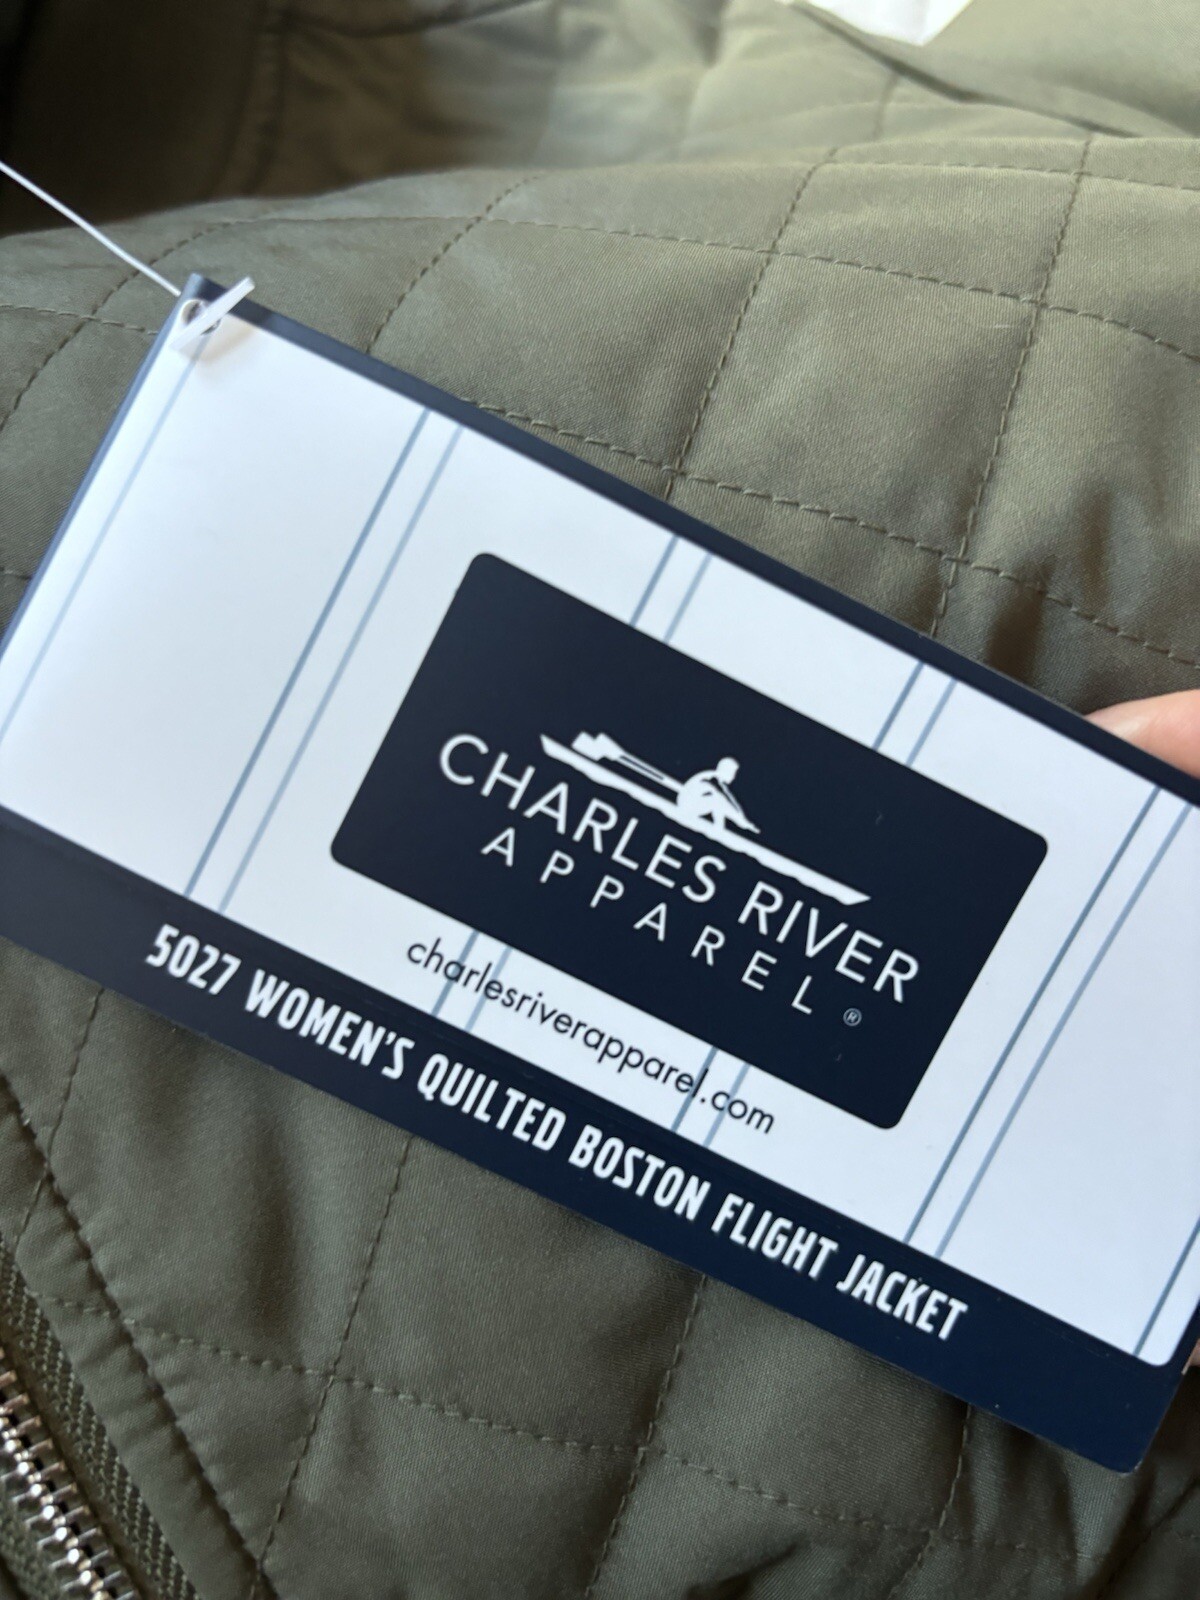 CHARLES RIVER
APPAREL®
charlesriverapparel.com
5027 WOMEN'S QUILTED BOSTON FLIGHT JACKET